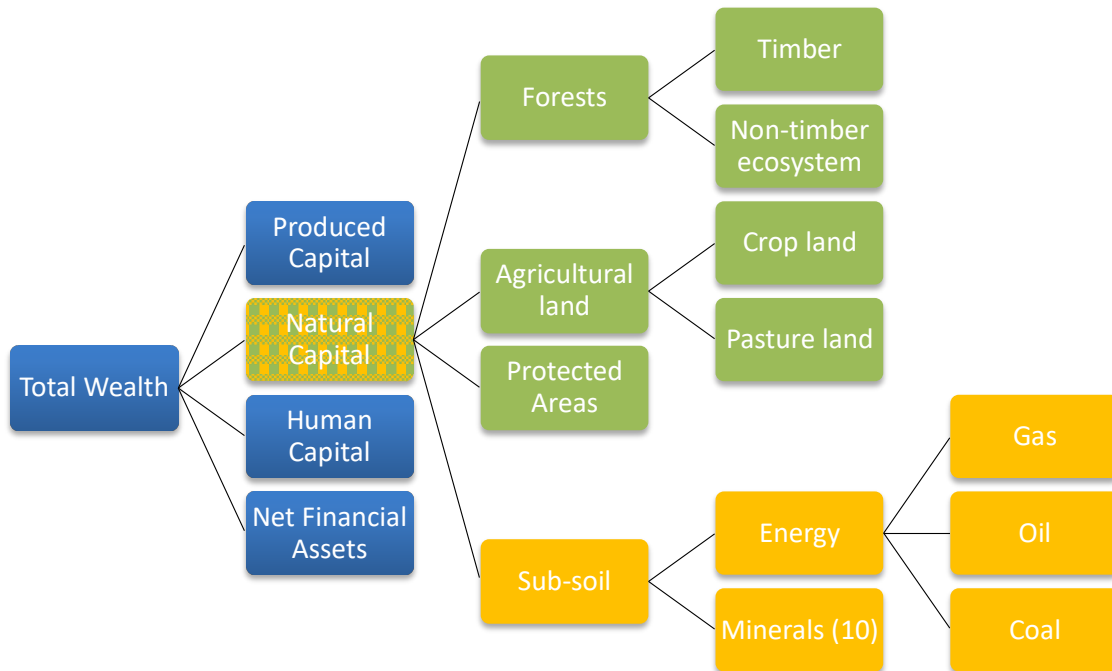 Total Wealth
Produced
Capital
Natural
Capital
Human
Capital
Net Financial
Assets
Forests
Agricultural
land
Protected
Areas
Sub-soil
Timber
Non-timber
ecosystem
Crop land
Pasture land
Energy
Minerals (10)
Gas
Oil
Coal